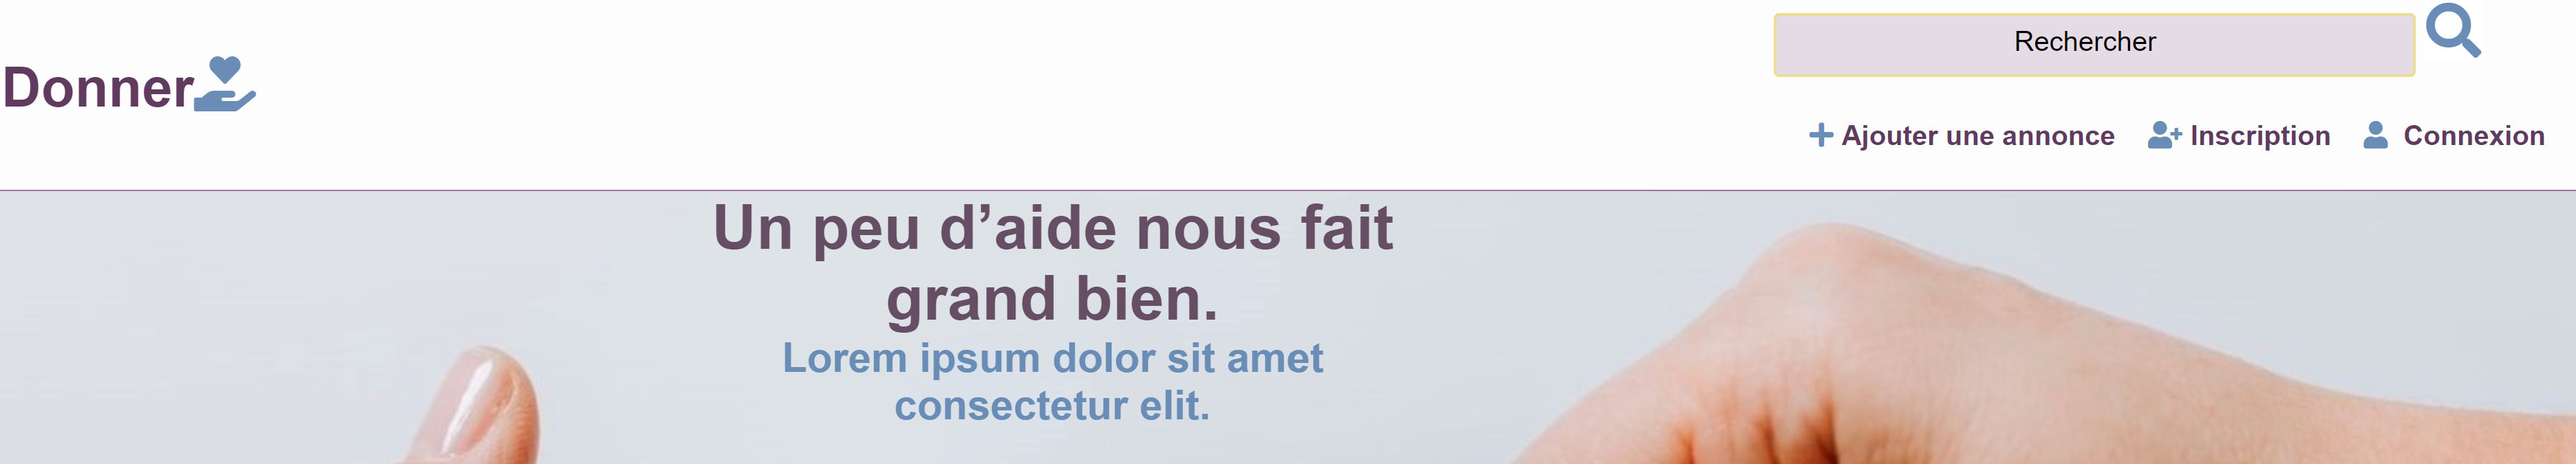 Rechercher
Donner
Ajouter une annonce Inscription Connexion
Un peu d’aide nous fait
grand bien.
Lorem ipsum dolor sit amet
consectetur elit.